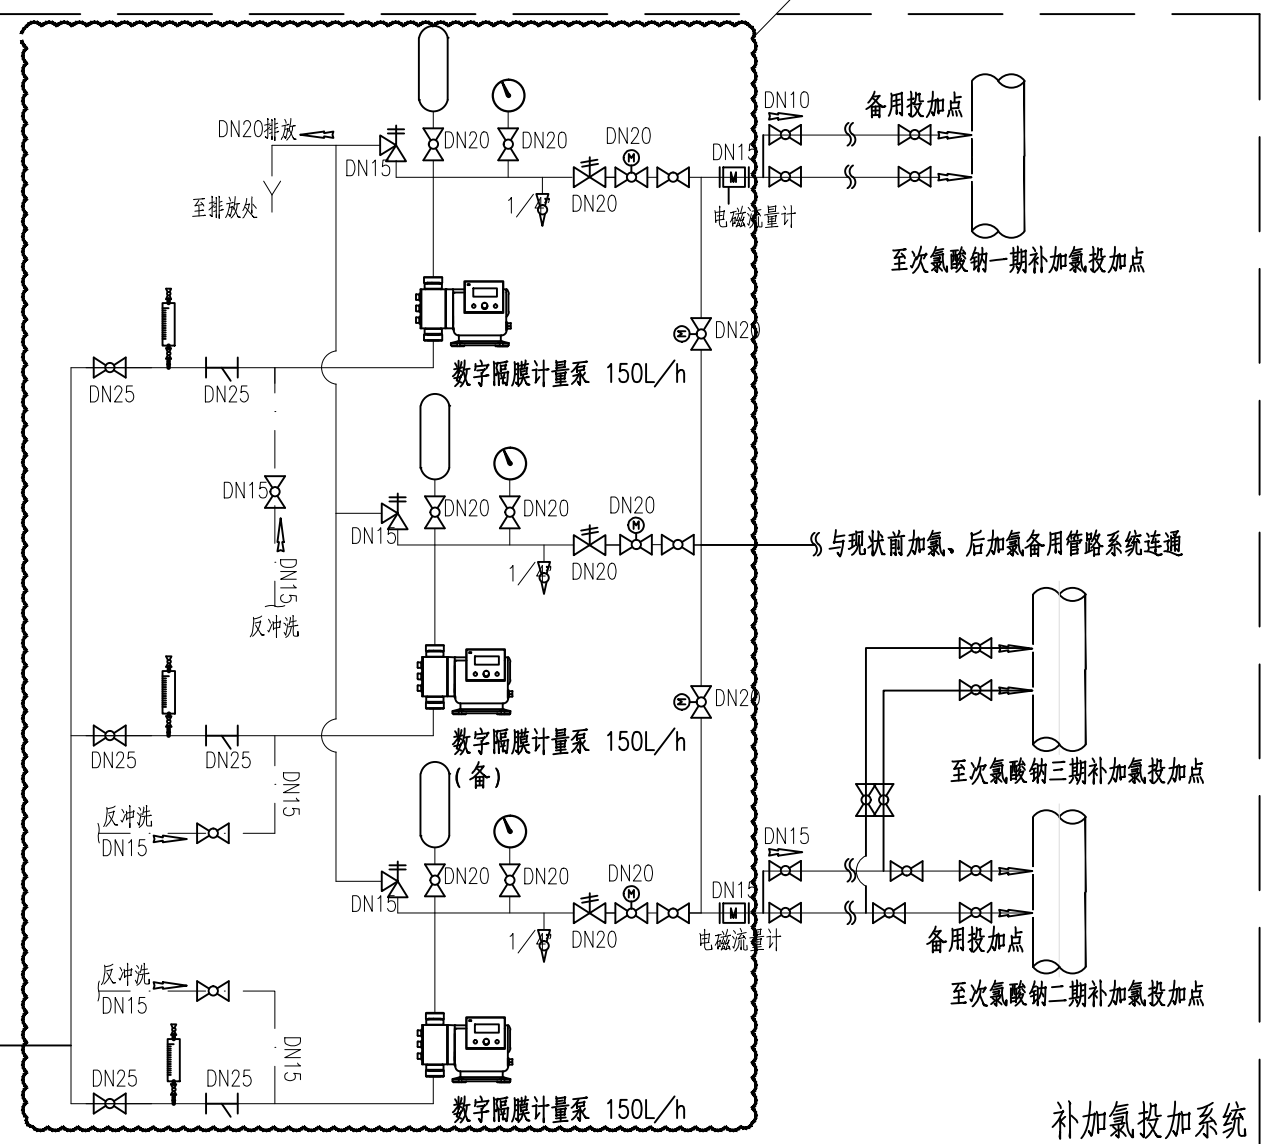 DN10
备用投加点
DN20排放
DN15
DN20
DN20
DN20
DN15
至排放处
1/
DN20
电磁流量计
至次氯酸钠一期补加氯投加点
DN20
数字隔膜计量泵 150L/h
DN25
DN25
DN15
DN20
DN20
DN20
DN15
与现状前加氯、后加氯备用管路系统连通
1/
DN20
DN15
反冲洗
DN20
数字隔膜计量泵 150L/h
(备)
DN25
DN25
至次氯酸钠三期补加氯投加点
DN15
反冲洗
DN15
DN15
DN20
DN20
DN20
DN15
DN15
1/
DN20
电磁流量计
备用投加点
反冲洗
DN15
至次氯酸钠二期补加氯投加点
DN15
DN25
DN25
数字隔膜计量泵 150L/h
补加氯投加系统